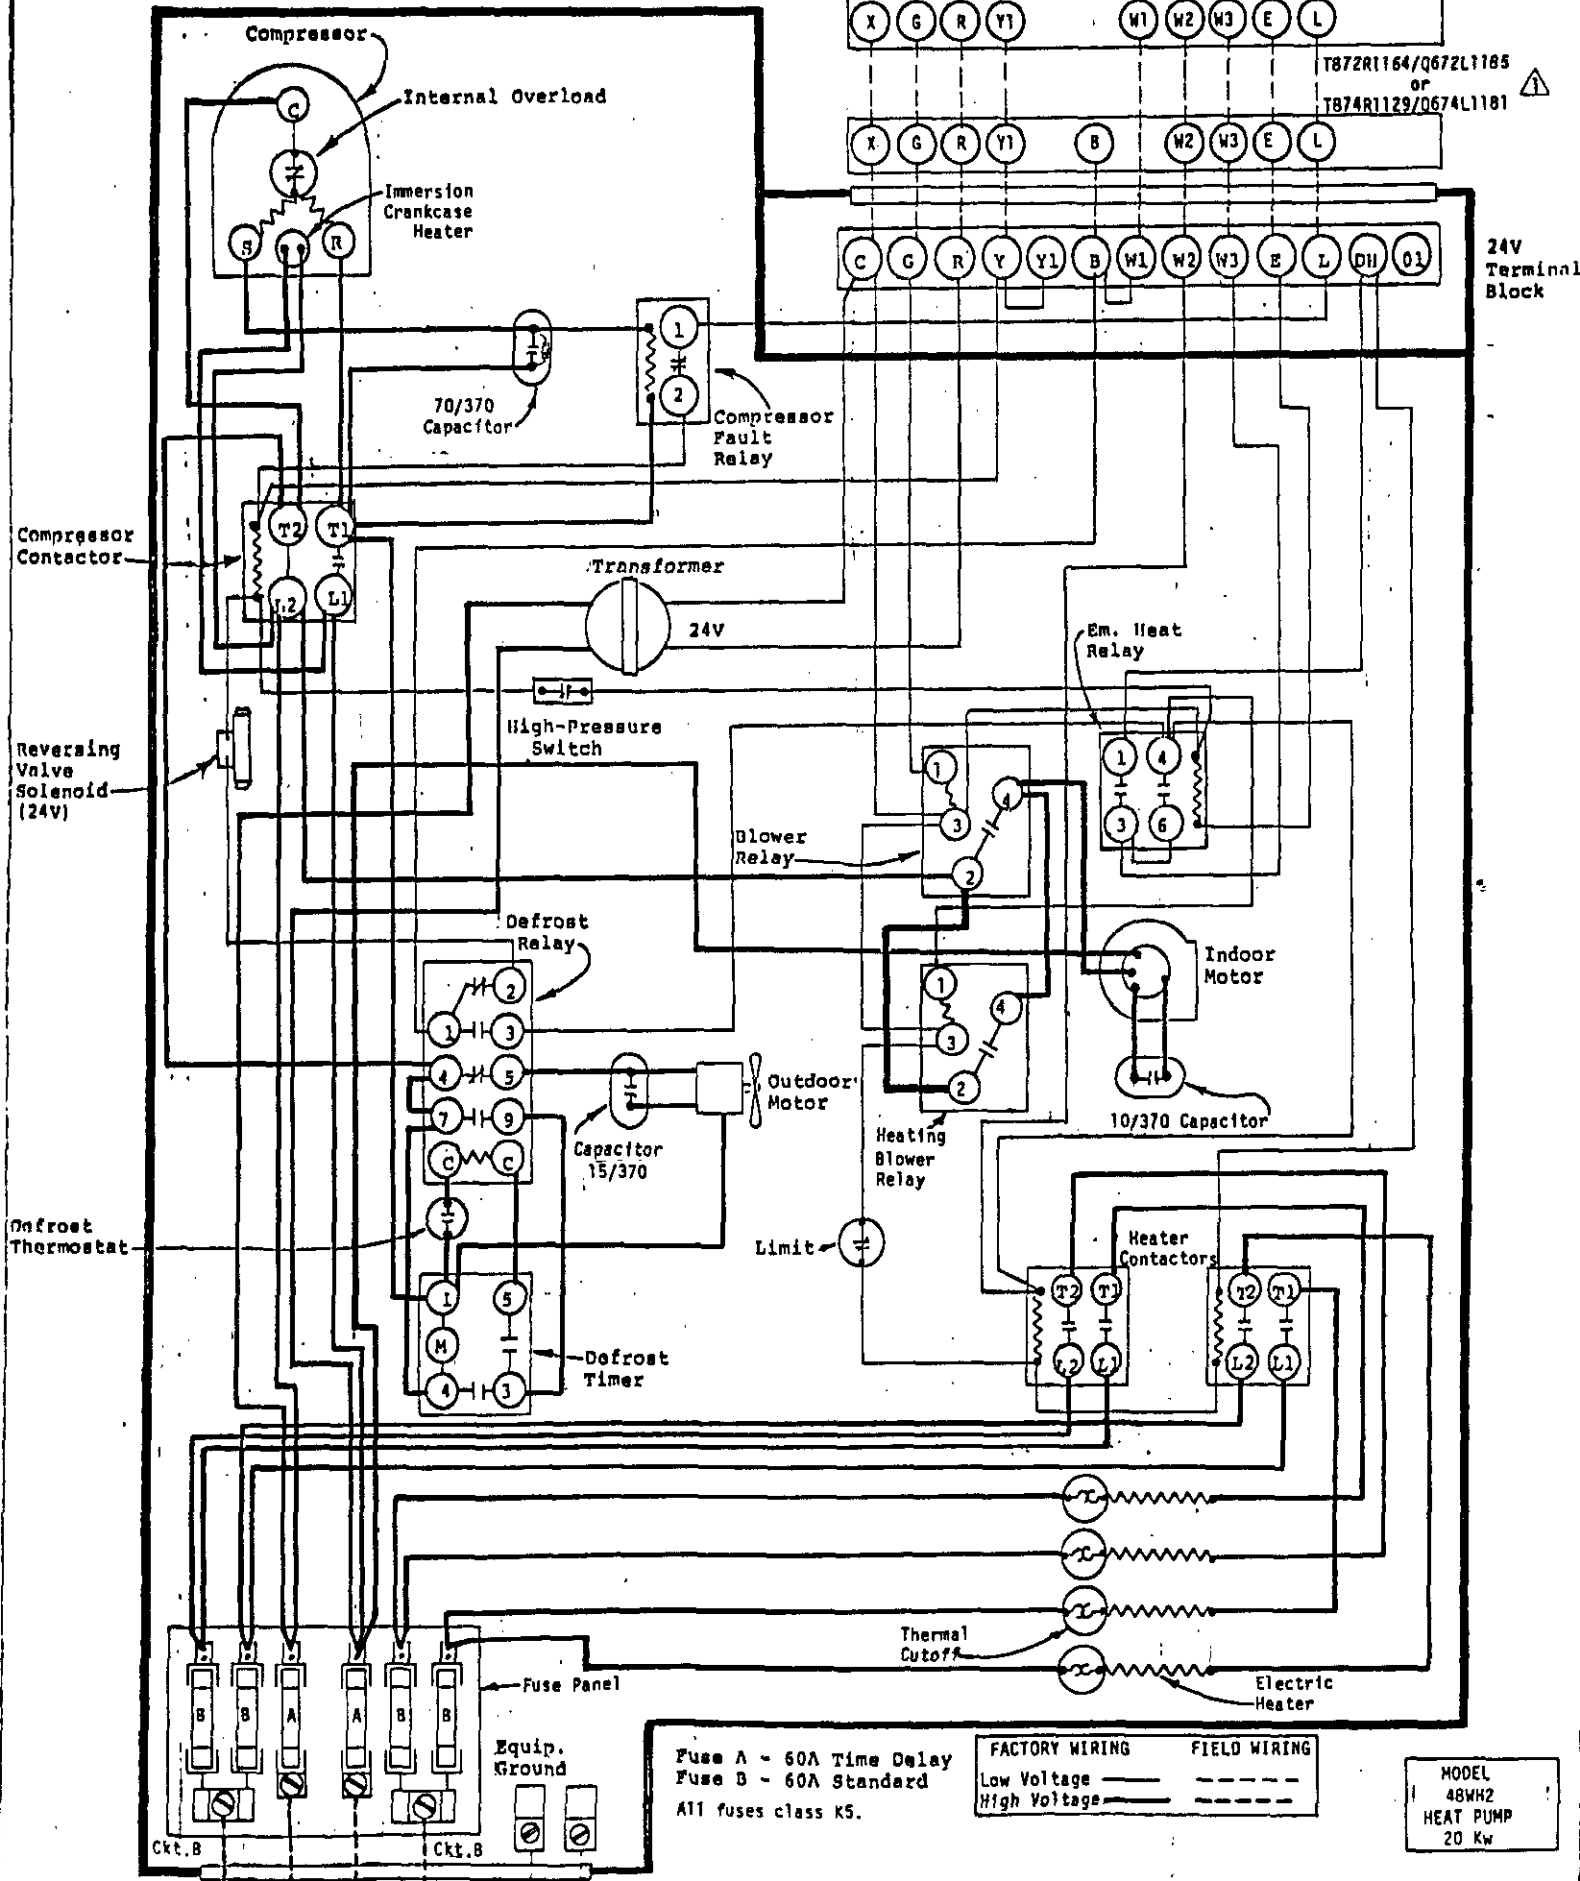 Compressor
X G R Y1 W1 W2 W3 E L
T872R1164/Q672L1185
or
T874R1129/Q674L1181
1
Internal Overload
C
X G R Y1 B W2 W3 E L
Immersion
Crankcase
Heater
S R
C G R Y Y1 B W1 W2 W3 E L DH O1
24V
Terminal
Block
1
2
70/370
Capacitor
Compressor
Fault
Relay
Compressor
Contactor
T2 T1
L2 L1
Transformer
24V
Em. Heat
Relay
High-Pressure
Switch
Reversing
Valve
Solenoid
(24V)
1 4
3 6
1
4
3
2
Blower
Relay
Defrost
Relay
2
1 3
4 5
7 9
C C
Indoor
Motor
1
4
3
2
Outdoor
Motor
Capacitor
15/370
10/370 Capacitor
Heating
Blower
Relay
Defrost
Thermostat
Limit
Heater
Contactors
T2 T1 T2 T1
L2 L1 L2 L1
1 5
M
4 3
Defrost
Timer
Thermal
Cutoff
Electric
Heater
Fuse Panel
B B A A B B
Equip.
Ground
Fuse A - 60A Time Delay
Fuse B - 60A Standard
All fuses class K5.
FACTORY WIRING FIELD WIRING
Low Voltage
High Voltage
MODEL
48WH2
HEAT PUMP
20 Kw
Ckt.B Ckt.B